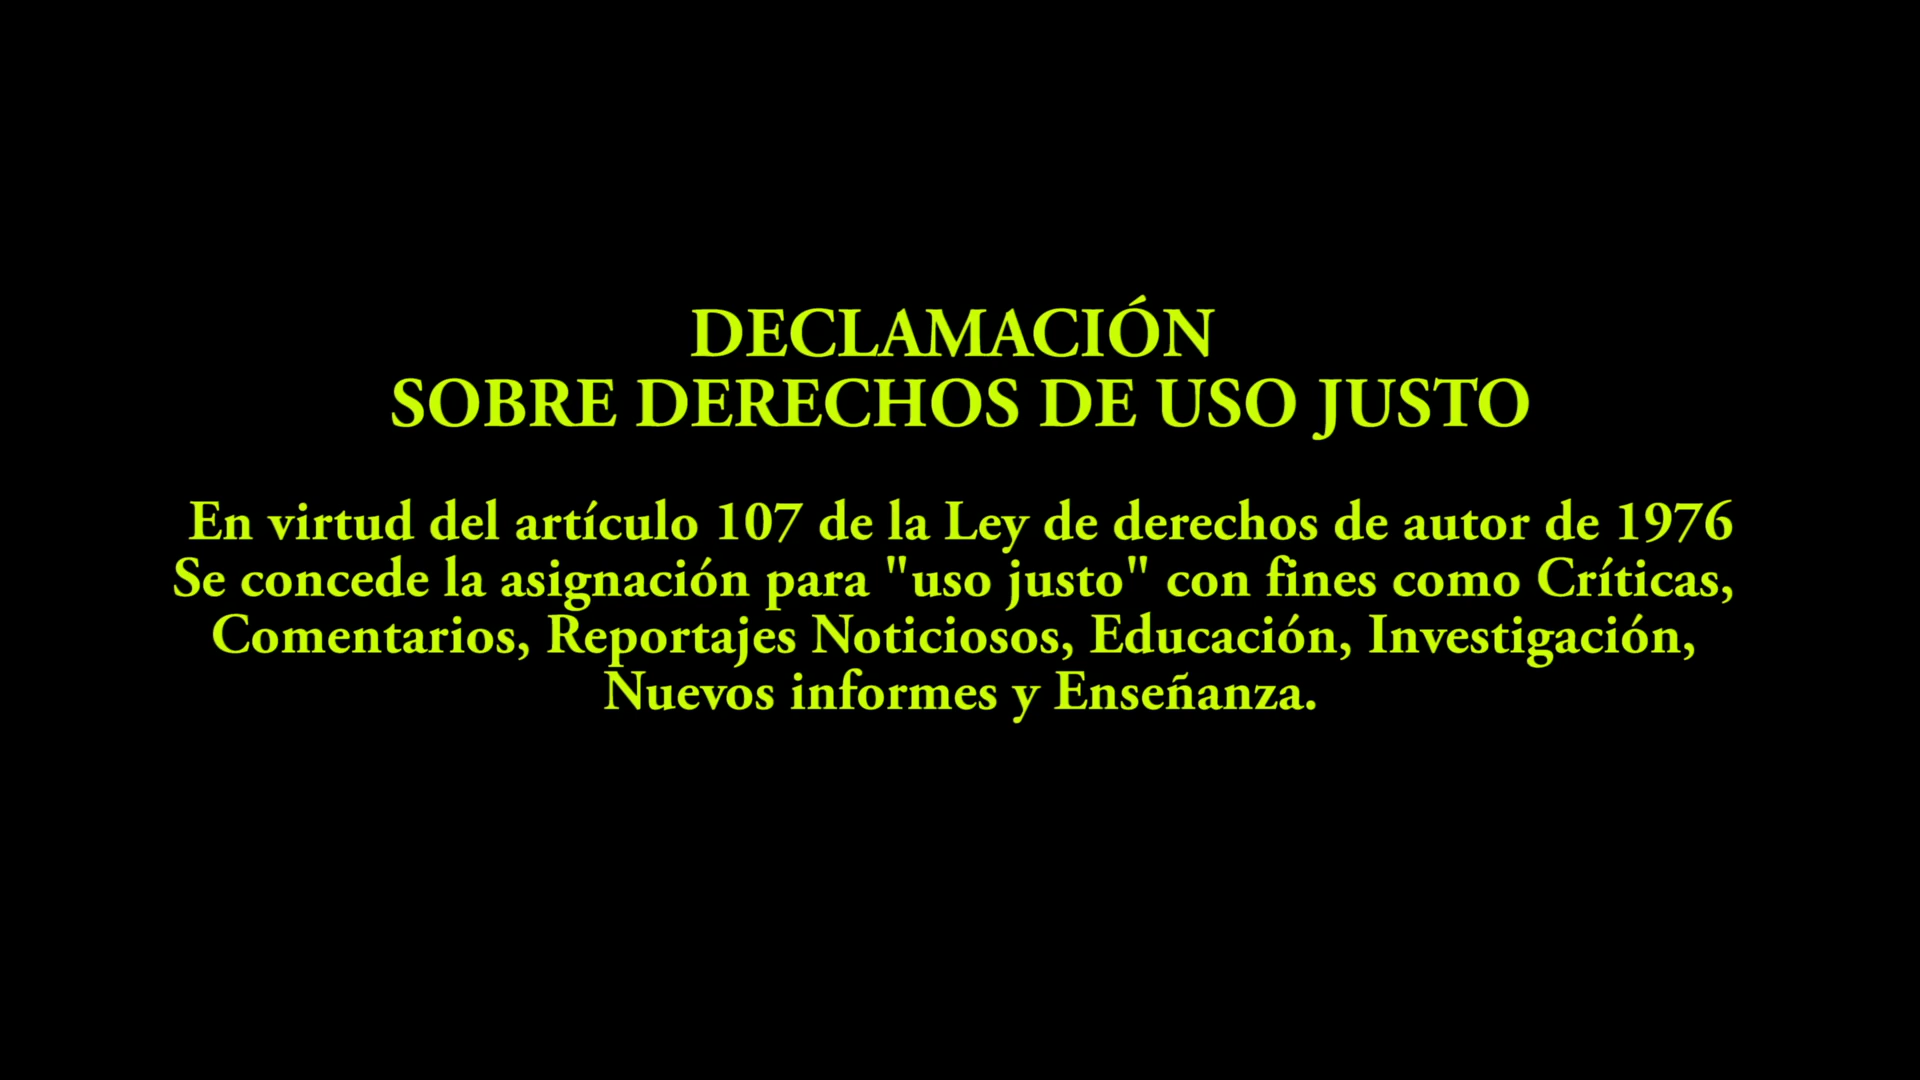 DECLAMACIÓN
SOBRE DERECHOS DE USO JUSTO
En virtud del artículo 107 de la Ley de derechos de autor de 1976
Se concede la asignación para "uso justo" con fines como Críticas,
Comentarios, Reportajes Noticiosos, Educación, Investigación,
Nuevos informes y Enseñanza.